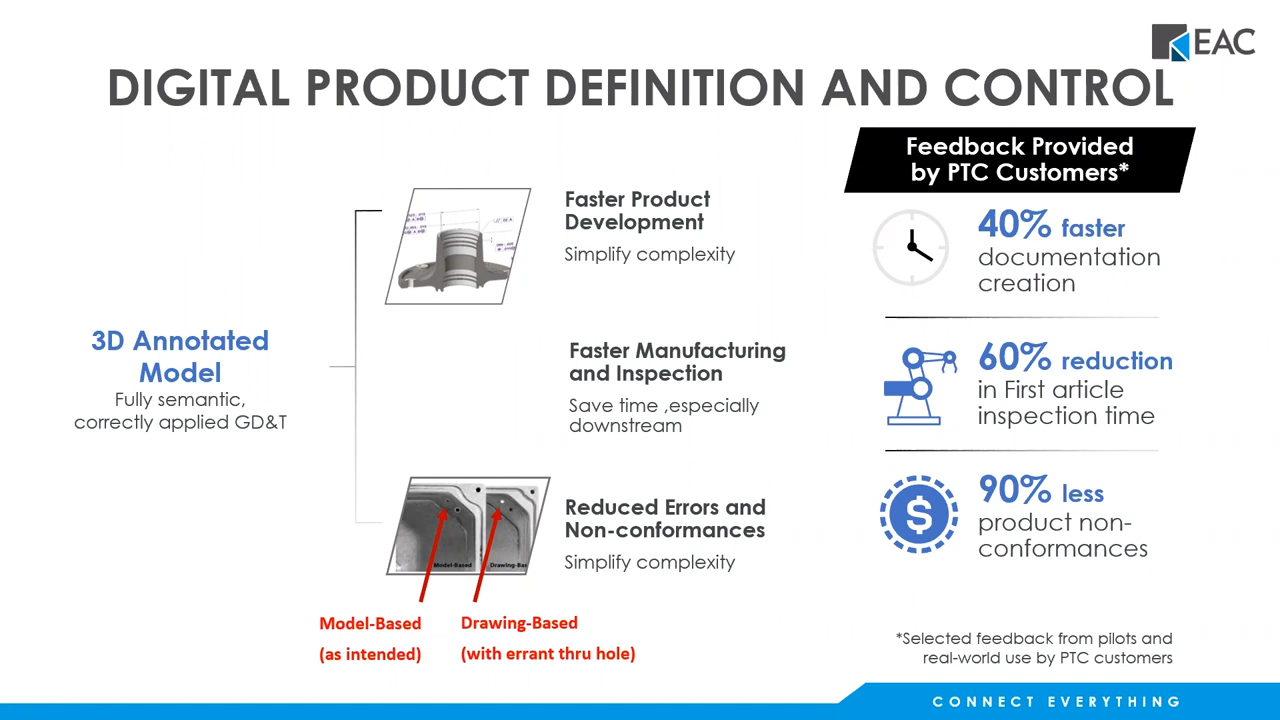 EAC
DIGITAL PRODUCT DEFINITION AND CONTROL
Feedback Provided
by PTC Customers*
3D Annotated
Model
Fully semantic,
correctly applied GD&T
Faster Product
Development
Simplify complexity
Faster Manufacturing
and Inspection
Save time ,especially
downstream
Model-Based
Drawing-Bas
Reduced Errors and
Non-conformances
Simplify complexity
Model-Based
(as intended)
Drawing-Based
(with errant thru hole)
40% faster
documentation
creation
60% reduction
in First article
inspection time
$
90% less
product non-
conformances
*Selected feedback from pilots and
real-world use by PTC customers
CONNECT EVERYTHING